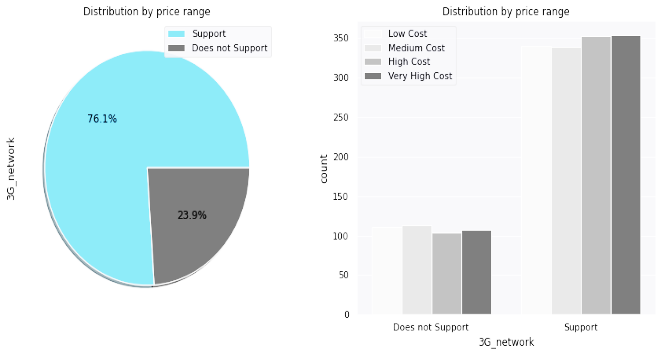 Distribution by price range
Support
Does not Support
76.1%
23.9%
3G_network
Distribution by price range
Low Cost
Medium Cost
High Cost
Very High Cost
350
300
250
200
150
100
50
0
count
Does not Support
Support
3G_network